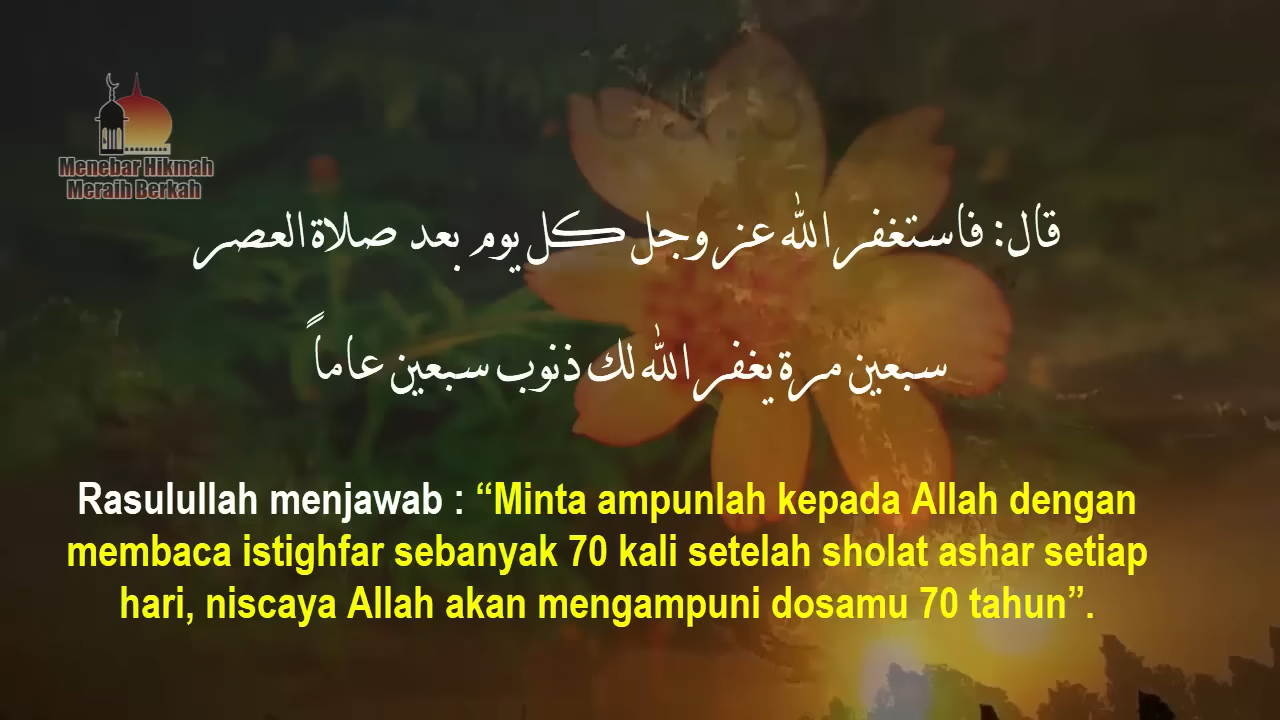 Menebar Hikmah
Meraih Berkah
قال: فاستغفر الله عز وجل كل يوم بعد صلاة العصر
سبعين مرة يغفر الله لك ذنوب سبعين عاماً
Rasulullah menjawab : “Minta ampunlah kepada Allah dengan
membaca istighfar sebanyak 70 kali setelah sholat ashar setiap
hari, niscaya Allah akan mengampuni dosamu 70 tahun”.